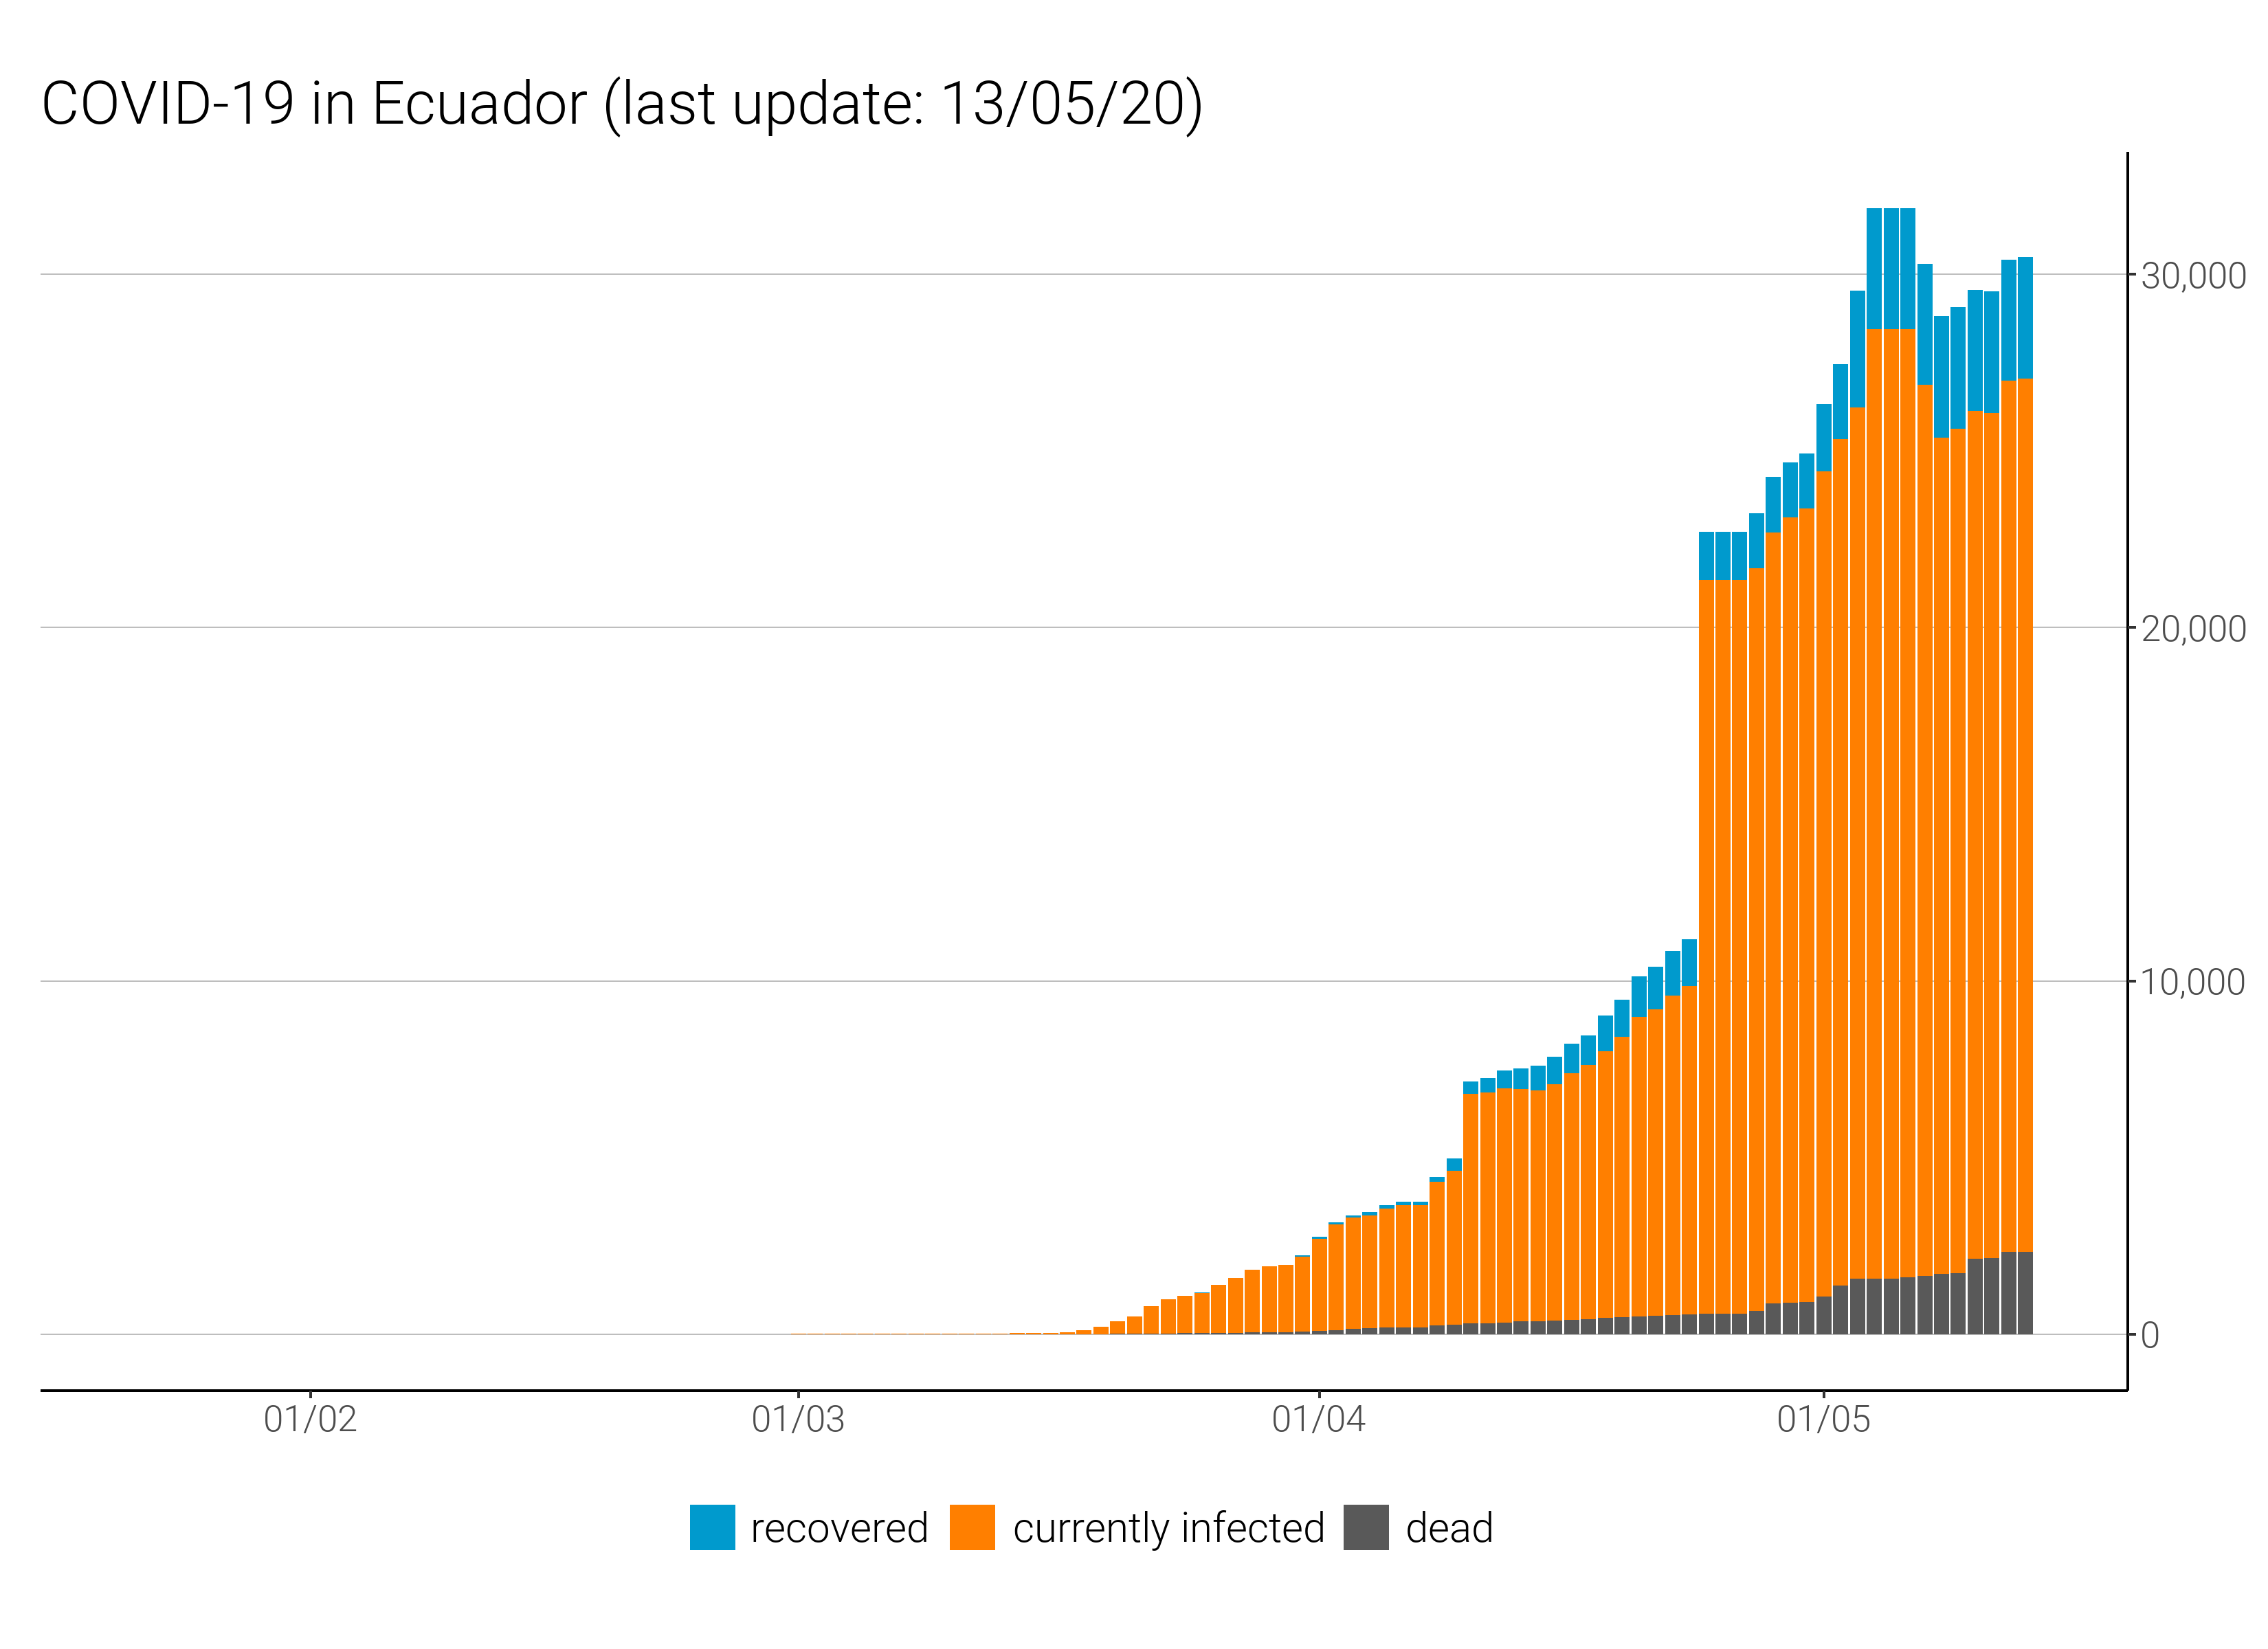 COVID-19 in Ecuador (last update: 13/05/20)
30,000
20,000
10,000
0
01/02 01/03 01/04 01/05
recovered currently infected dead